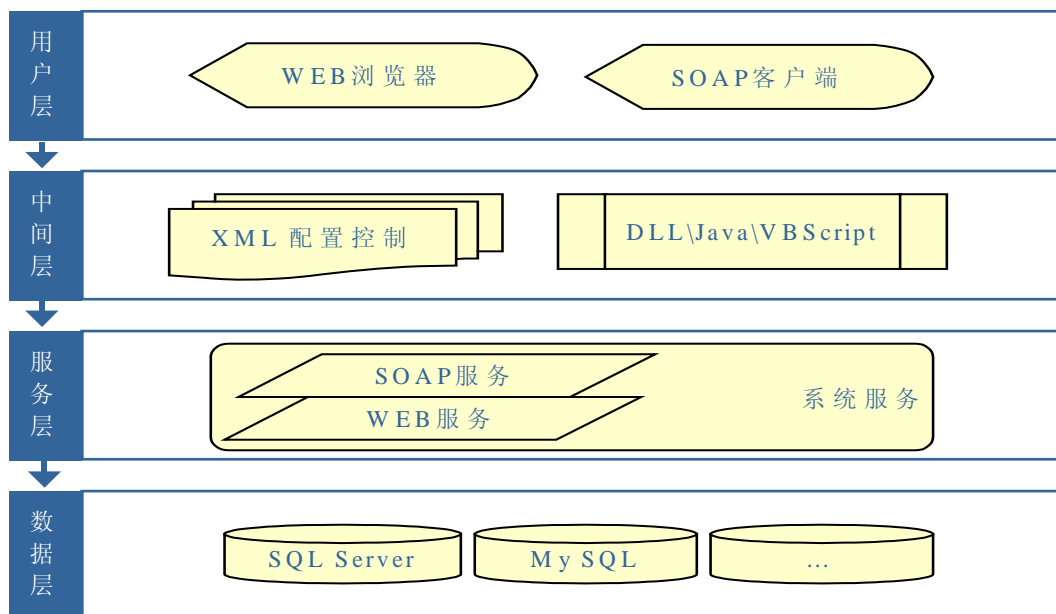 用户层
WEB浏览器
SOAP客户端
中间层
XML 配置控制
DLL\Java\VBScript
服务层
SOAP服务
WEB服务
系统服务
数据层
SQL Server
My SQL
...